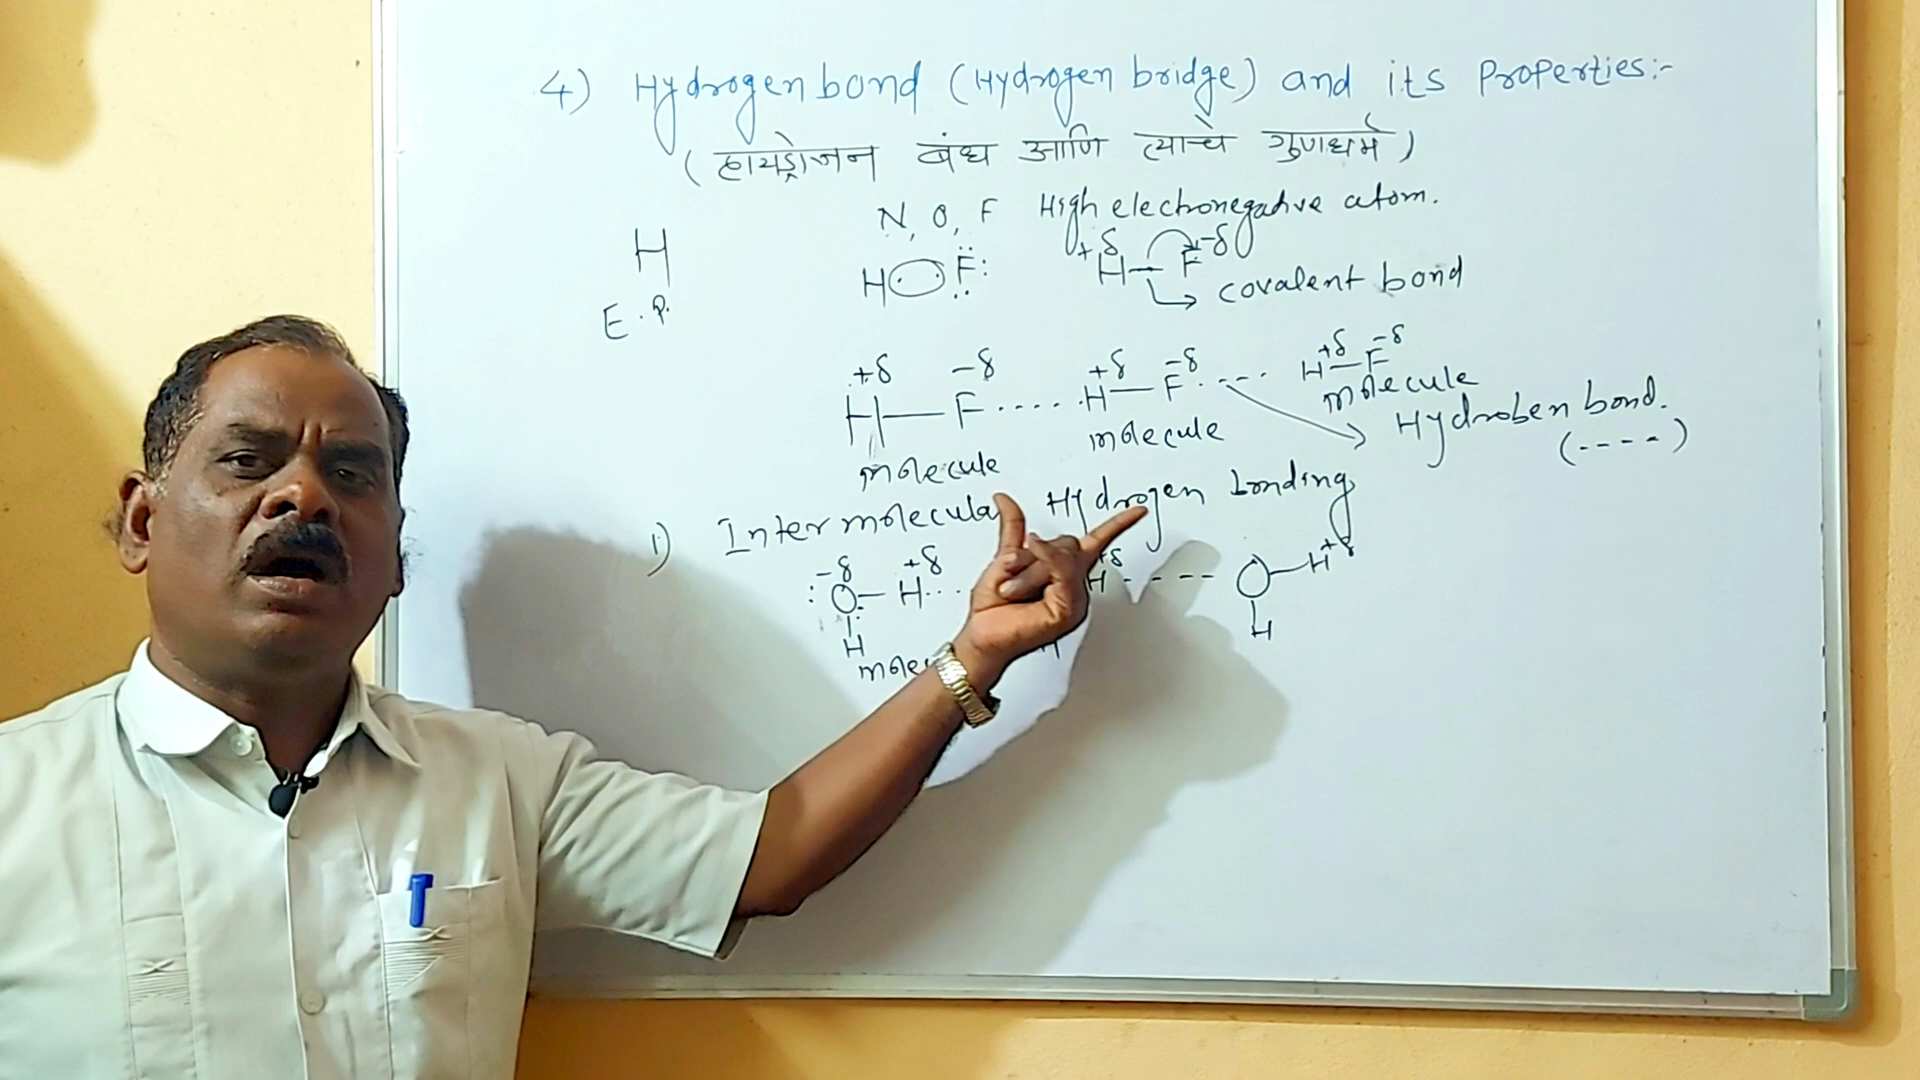 4) Hydrogen bond (Hydrogen bridge) and its Properties:-
(हायड्रोजन बंध आणि त्याचे गुणधर्म)
N, O, F High electronegative atom.
H
H F +δ H — F -δ
covalent bond
E.P.
+δ -δ +δ -δ +δ -δ
H — F ····· H — F ---- H — F
molecule molecule molecule
Hydroben bond.
(----)
1) Inter molecular Hydrogen bonding
-δ +δ +δ +δ
:O: — H ··· H ---- O — H
H H H